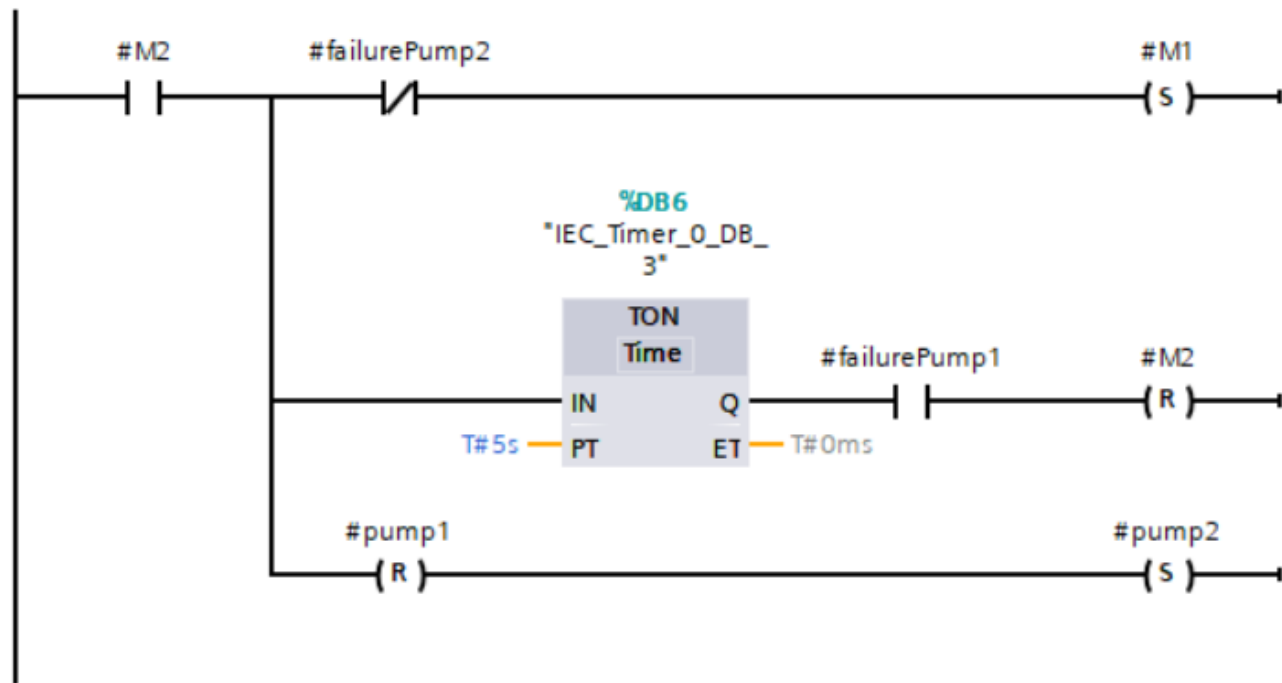 #M2
#failurePump2
#M1
S
%DB6
"IEC_Timer_0_DB_
3"
TON
Time
#failurePump1
#M2
IN
Q
R
T#5s
PT
ET
T#0ms
#pump1
#pump2
R
S